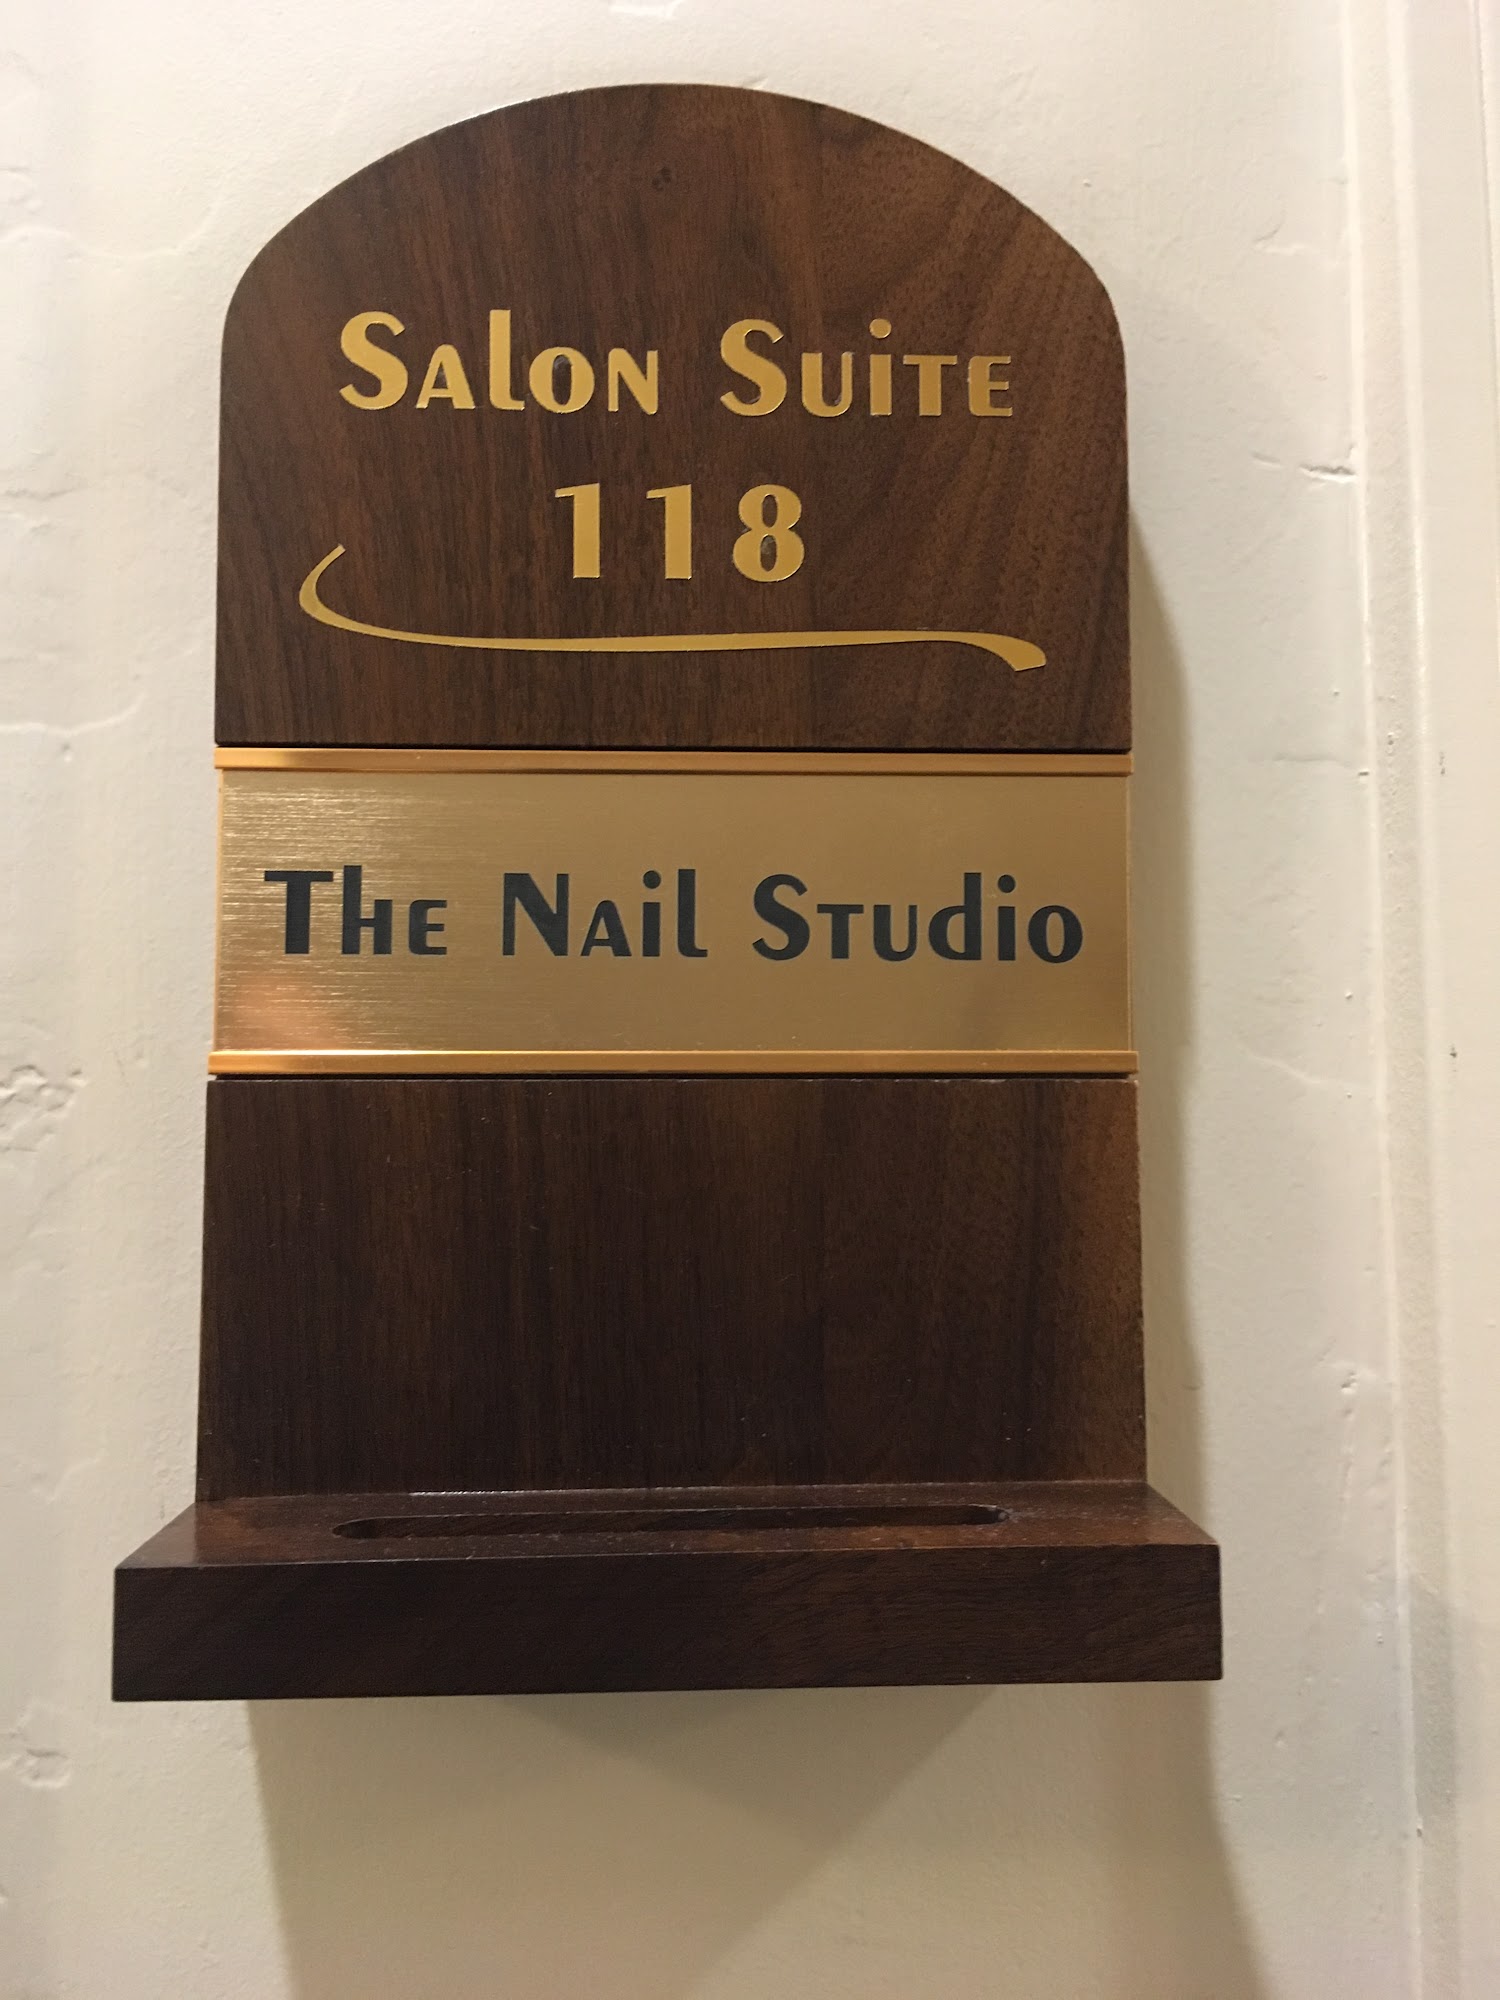 Salon Suite
118
The Nail Studio